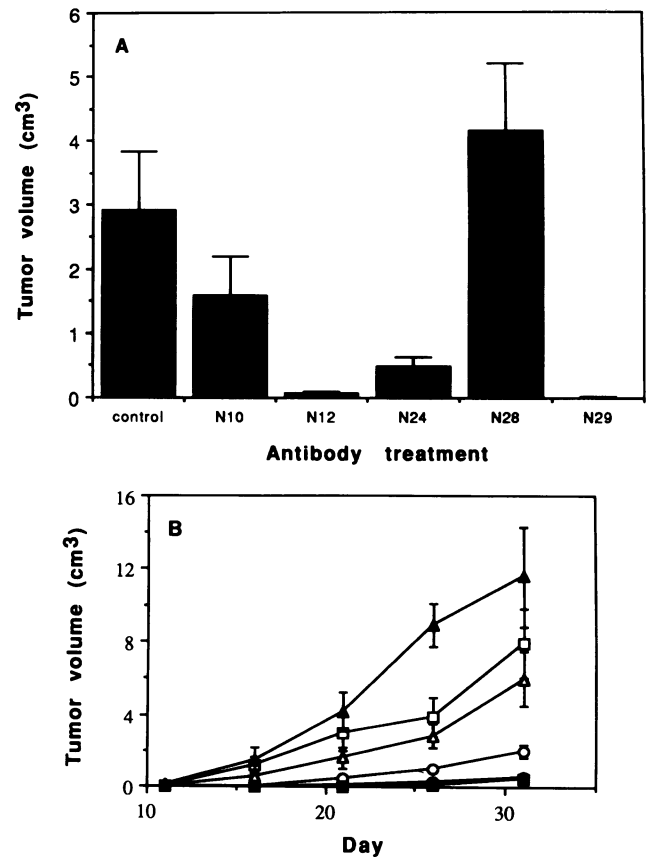 A
Tumor volume (cm3)
6
5
4
3
2
1
0
control N10 N12 N24 N28 N29
Antibody treatment
B
Tumor volume (cm3)
16
12
8
4
0
10 20 30
Day